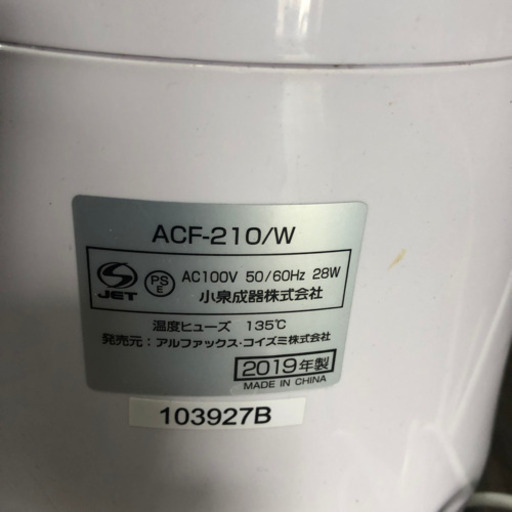 ACF-210/W
JET
PS
E
AC100V 50/60Hz 28W
小泉成器株式会社
温度ヒューズ 135℃
発売元：アルファックス・コイズミ株式会社
2019年製
MADE IN CHINA
103927B